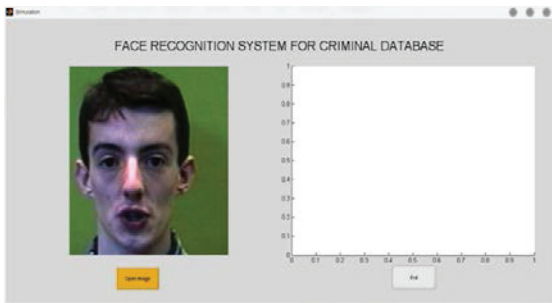 Simulation
FACE RECOGNITION SYSTEM FOR CRIMINAL DATABASE
1
0.9
0.8
0.7
0.6
0.5
0.4
0.3
0.2
0.1
0
0 0.1 0.2 0.3 0.4 0.5 0.6 0.7 0.8 0.9 1
Open Image